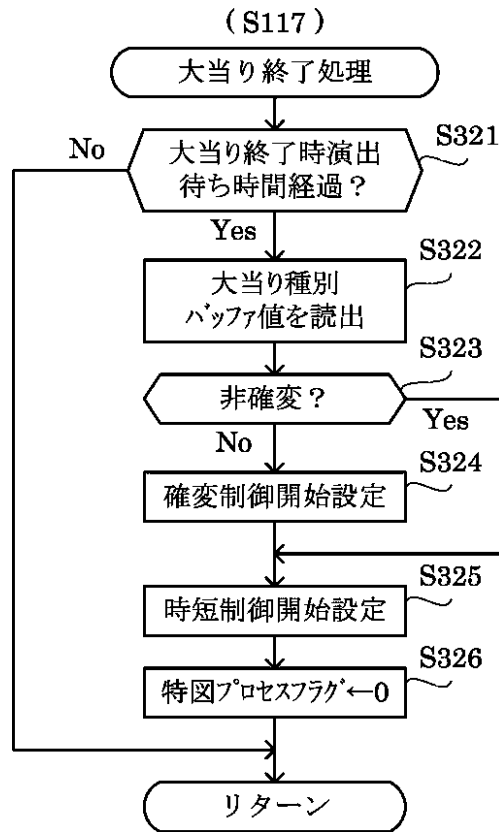 (S117)
大当り終了処理
S321
No
大当り終了時演出
待ち時間経過？
Yes
S322
大当り種別
バッファ値を読出
S323
非確変？
Yes
No
S324
確変制御開始設定
S325
時短制御開始設定
S326
特図プロセスフラグ←0
リターン